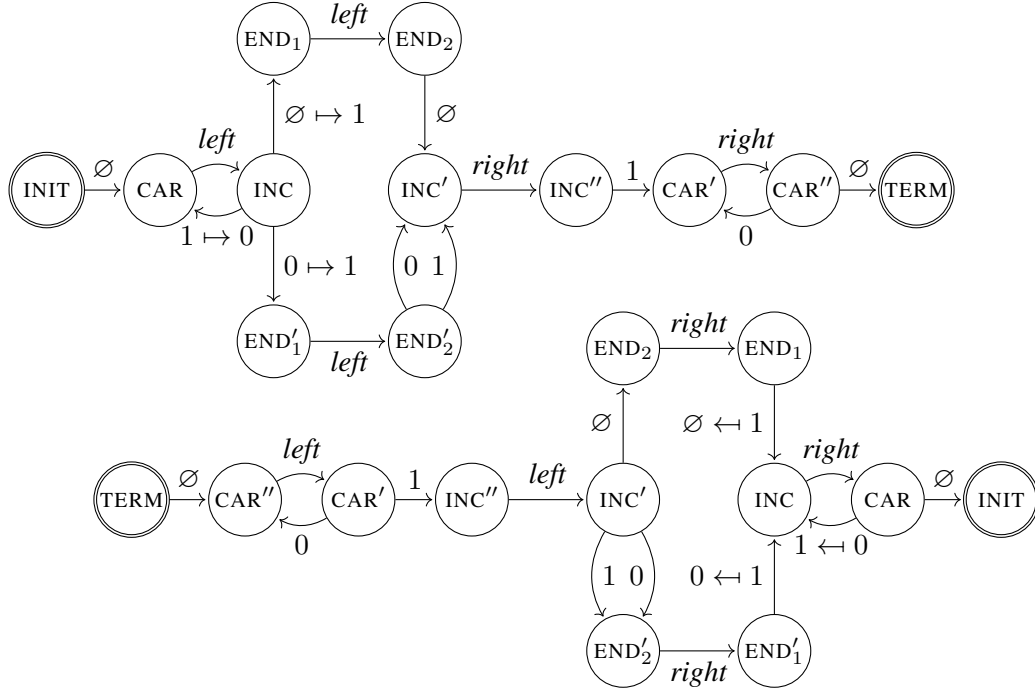 left
END₁ END₂
∅ ↦ 1 ∅
∅ left right 1 right ∅
INIT CAR INC INC′ INC″ CAR′ CAR″ TERM
1 ↦ 0 0
0 ↦ 1 0 1
END′₁ END′₂
left
right
END₂ END₁
∅ ∅ ↤ 1
∅ left 1 left right ∅
TERM CAR″ CAR′ INC″ INC′ INC CAR INIT
0 1 ↤ 0
1 0 0 ↤ 1
END′₂ END′₁
right